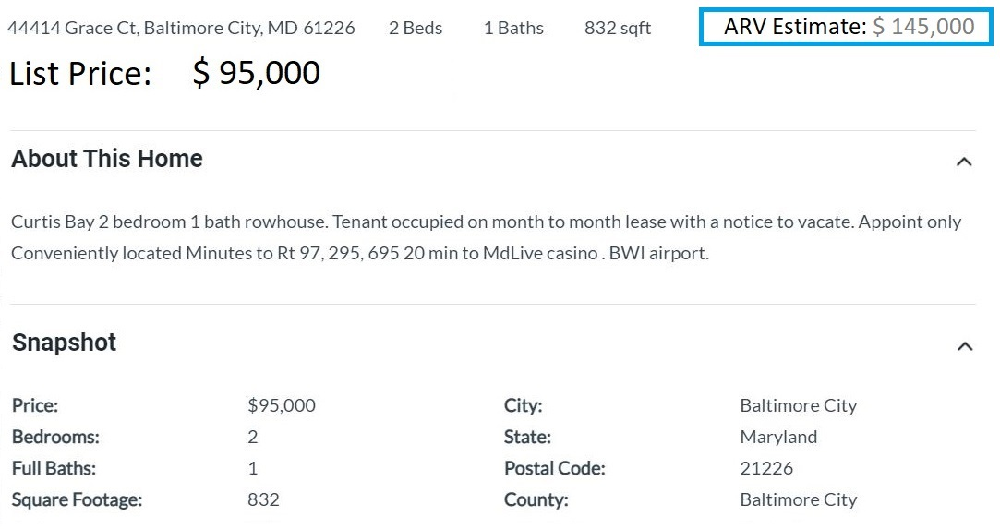 44414 Grace Ct, Baltimore City, MD 61226 2 Beds 1 Baths 832 sqft ARV Estimate: $ 145,000
List Price: $ 95,000
About This Home
Curtis Bay 2 bedroom 1 bath rowhouse. Tenant occupied on month to month lease with a notice to vacate. Appoint only
Conveniently located Minutes to Rt 97, 295, 695 20 min to MdLive casino . BWI airport.
Snapshot
Price: $95,000 City: Baltimore City
Bedrooms: 2 State: Maryland
Full Baths: 1 Postal Code: 21226
Square Footage: 832 County: Baltimore City